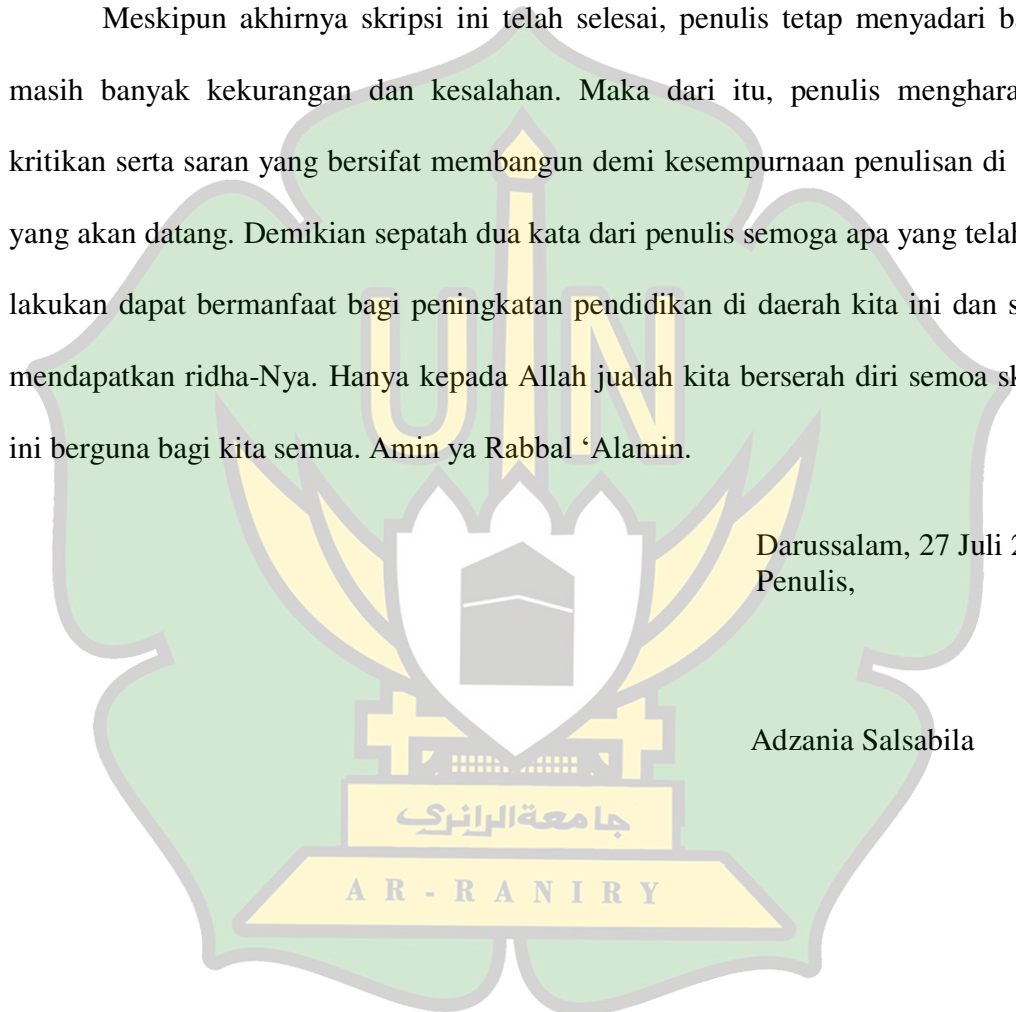 Meskipun akhirnya skripsi ini telah selesai, penulis tetap menyadari
masih banyak kekurangan dan kesalahan. Maka dari itu, penulis
kritikan serta saran yang bersifat membangun demi kesempurnaan penulisan di
yang akan datang. Demikian sepatah dua kata dari penulis semoga apa yang telah
lakukan dapat bermanfaat bagi peningkatan pendidikan di daerah kita ini dan
mendapatkan ridha-Nya. Hanya kepada Allah jualah kita berserah diri semoa
ini berguna bagi kita semua. Amin ya Rabbal ‘Alamin.
Darussalam, 27 Juli
Penulis,
Adzania Salsabila
UIN
جامعةالرانري
AR-RANIRY